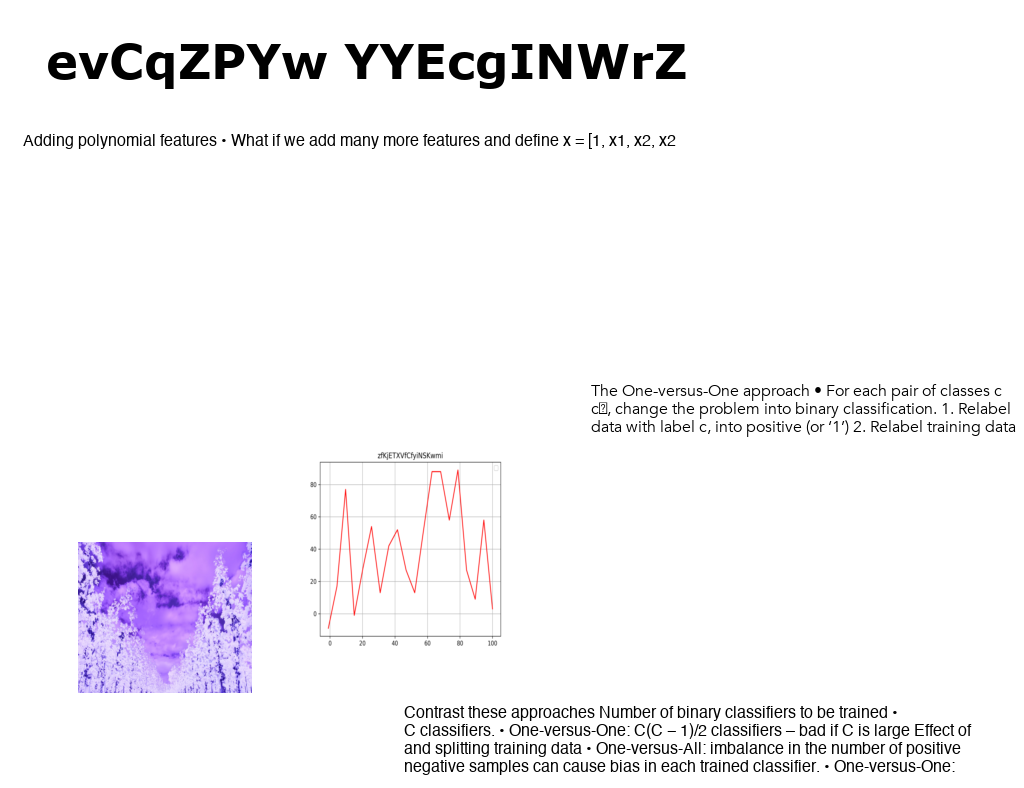 evCqZPYw YYEcgINWrZ
Adding polynomial features • What if we add many more features and define x = [1, x1, x2, x2
The One-versus-One approach • For each pair of classes c
c, change the problem into binary classification. 1. Relabel
data with label c, into positive (or ‘1’) 2. Relabel training data
zfKjETXVfCfyiNSKwmi
80
60
40
20
0
0 20 40 60 80 100
Contrast these approaches Number of binary classifiers to be trained •
C classifiers. • One-versus-One: C(C – 1)/2 classifiers – bad if C is large Effect of
and splitting training data • One-versus-All: imbalance in the number of positive
negative samples can cause bias in each trained classifier. • One-versus-One: